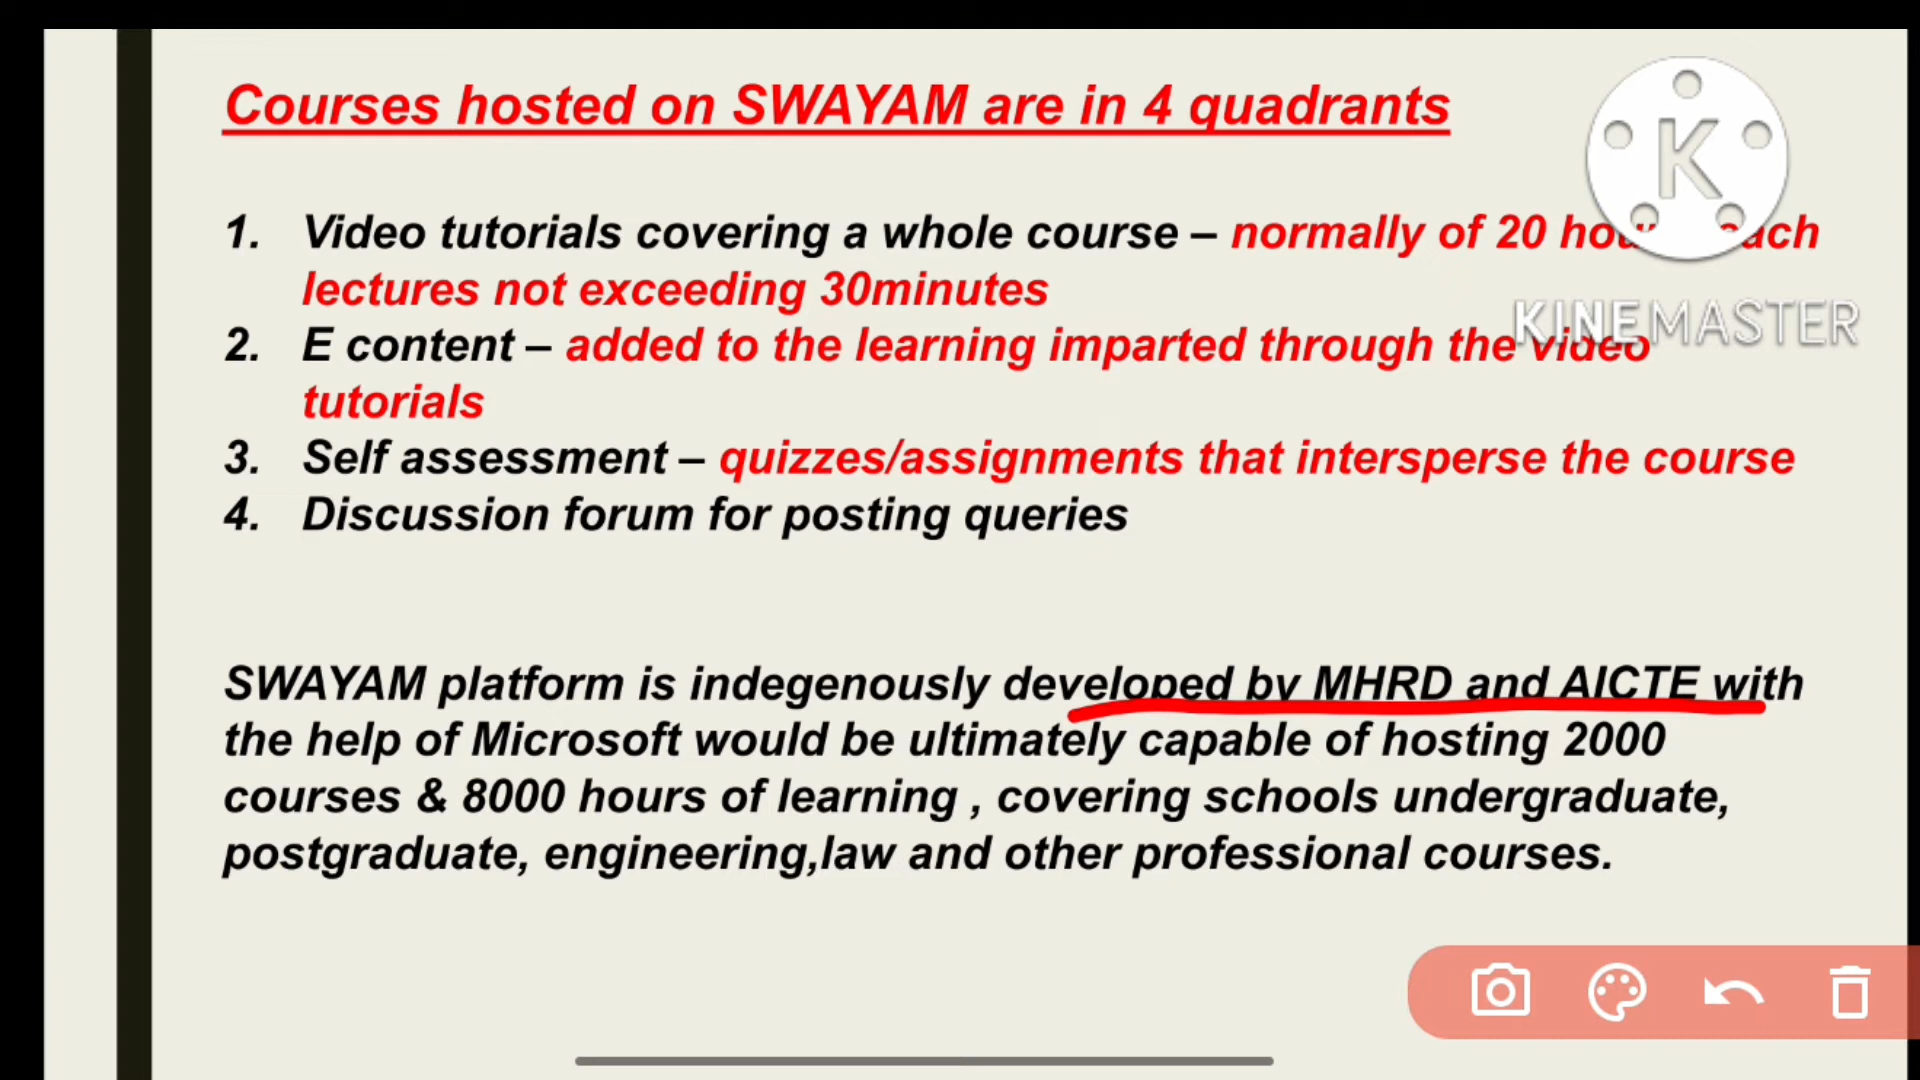 Courses hosted on SWAYAM are in 4 quadrants
K
1. Video tutorials covering a whole course – normally of 20
lectures not exceeding 30minutes
KINEMASTER
2. E content – added to the learning imparted through the video
tutorials
3. Self assessment – quizzes/assignments that intersperse the course
4. Discussion forum for posting queries
SWAYAM platform is indegenously developed by MHRD and AICTE with
the help of Microsoft would be ultimately capable of hosting 2000
courses & 8000 hours of learning , covering schools undergraduate,
postgraduate, engineering,law and other professional courses.